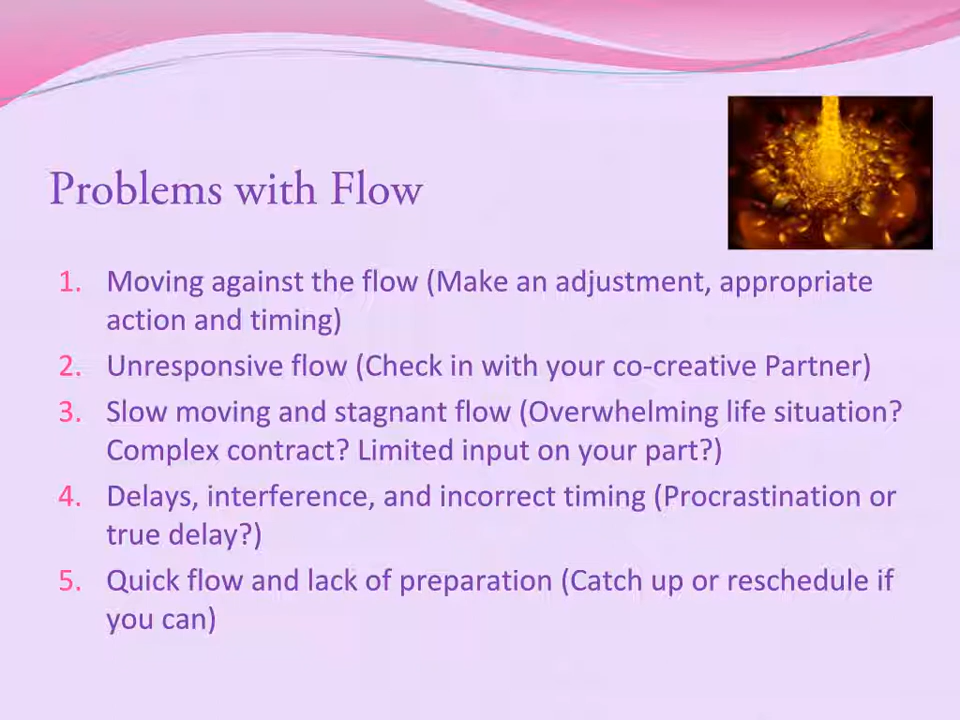 Problems with Flow
1. Moving against the flow (Make an adjustment, appropriate
action and timing)
2. Unresponsive flow (Check in with your co-creative Partner)
3. Slow moving and stagnant flow (Overwhelming life situation?
Complex contract? Limited input on your part?)
4. Delays, interference, and incorrect timing (Procrastination or
true delay?)
5. Quick flow and lack of preparation (Catch up or reschedule if
you can)